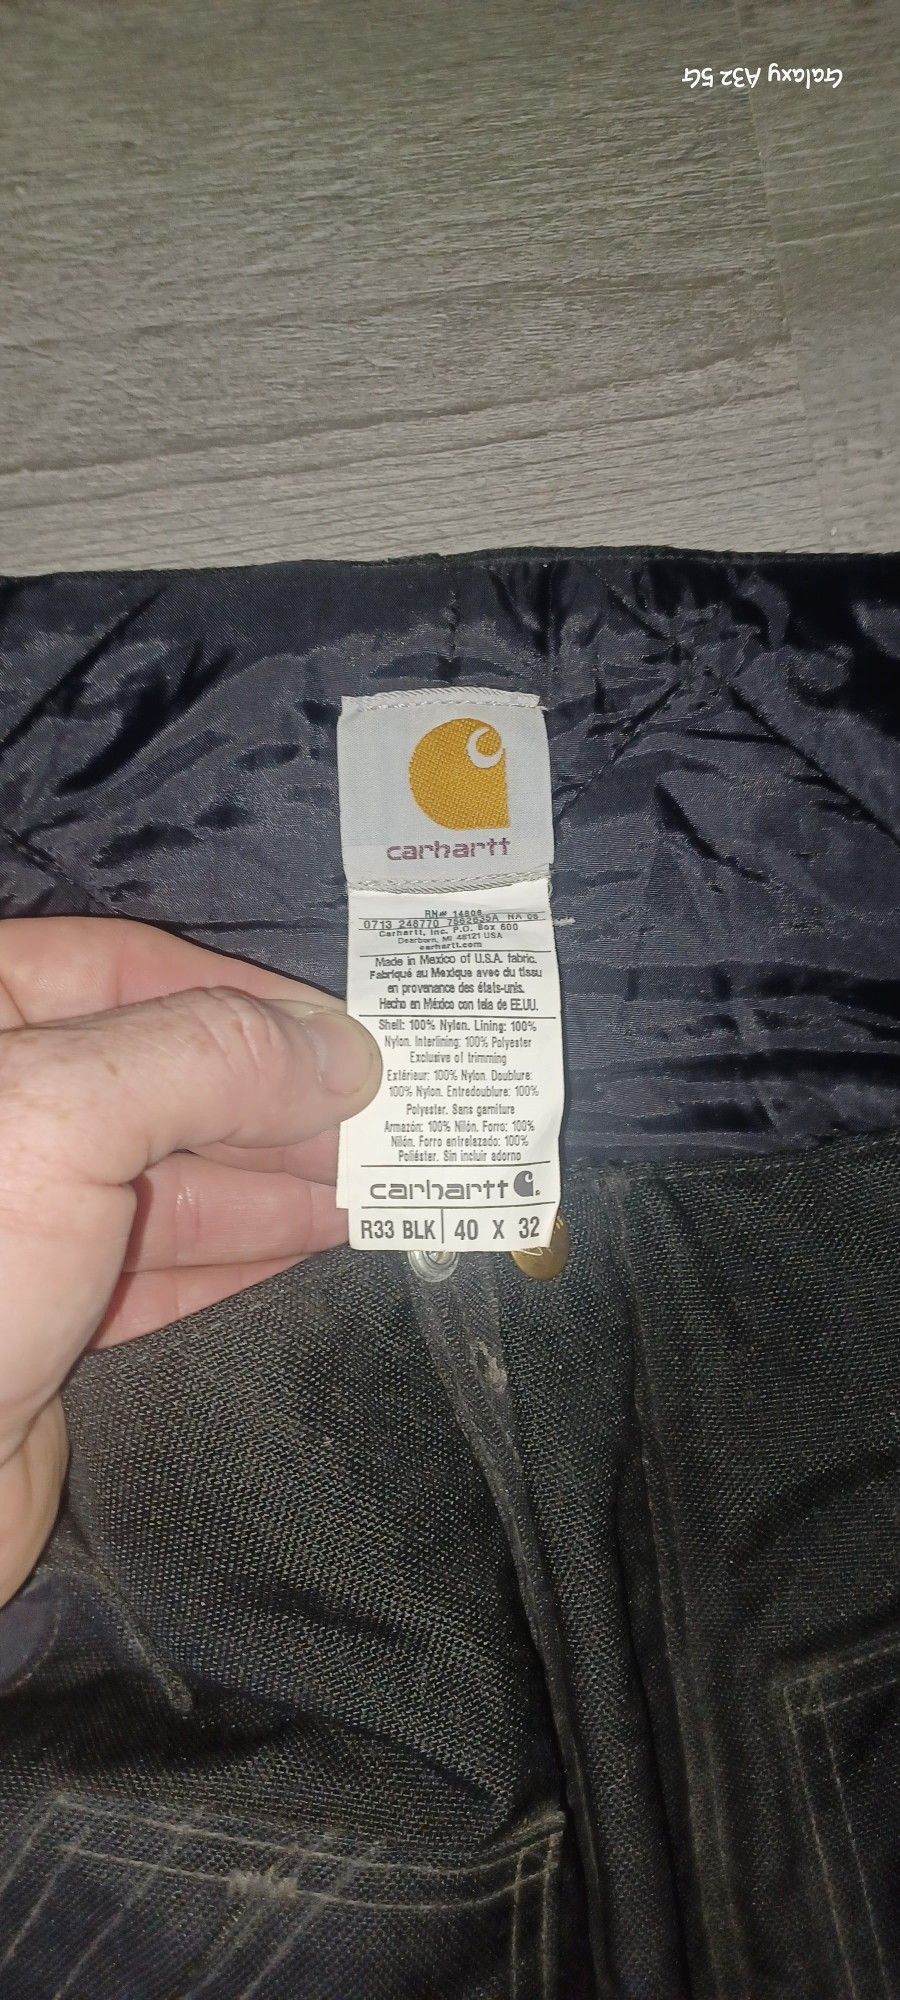 Galaxy A32 5G
carhartt
RN# 14806
0713 248770 7562635A NA 06
Carhartt, Inc. P.O. Box 600
Dearborn, MI 48121 USA
carhartt.com
Made in Mexico of U.S.A. fabric.
Fabriqué au Mexique avec du tissu
en provenance des états-unis.
Hecho en México con tela de EE.UU.
Shell: 100% Nylon. Lining: 100%
Nylon. Interlining: 100% Polyester
Exclusive of trimming
Extérieur: 100% Nylon. Doublure:
100% Nylon. Entredoublure: 100%
Polyester. Sans garniture
Armazón: 100% Nilón. Forro: 100%
Nilón. Forro entrelazado: 100%
Poliéster. Sin incluir adorno
carhartt
R33 BLK 40 X 32